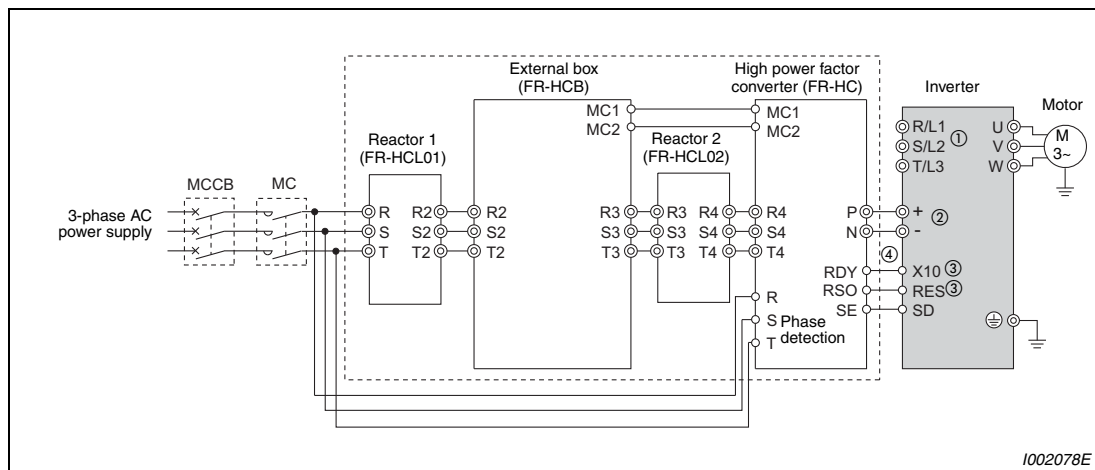 External box
(FR-HCB)
High power factor
converter (FR-HC)
Inverter
Motor
MC1
MC2
MC1
MC2
Reactor 1
(FR-HCL01)
Reactor 2
(FR-HCL02)
R/L1
S/L2 ①
T/L3
U
V
W
M
3~
MCCB
MC
3-phase AC
power supply
R R2 R2 R3 R3 R4 R4 P +
S S2 S2 S3 S3 S4 S4 N - ②
T T2 T2 T3 T3 T4 T4 ④
RDY X10 ③
RSO RES ③
SE SD
R
S Phase
T detection
I002078E